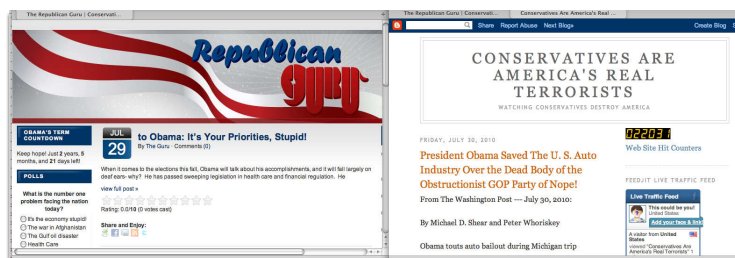 The Republican Guru | Conservati...
Republican
GURU
OBAMA'S TERM
COUNTDOWN
Keep hope! Just 2 years, 5
months, and 21 days left!
POLLS
What is the number one
problem facing the nation
today?
It's the economy stupid!
The war in Afghanistan
The Gulf oil disaster
Health Care
JUL
29
to Obama: It's Your Priorities, Stupid!
By The Guru · Comments (0)
When it comes to the elections this fall, Obama will talk about his accomplishments, and it will fall largely on
deaf ears- why? He has passed sweeping legislation in health care and financial regulation. He
view full post »
Rating: 0.0/10 (0 votes cast)
Share and Enjoy:
The Republican Guru | Conservati...
Conservatives Are America's Real ...
Share Report Abuse Next Blog»
Create Blog
CONSERVATIVES ARE
AMERICA'S REAL
TERRORISTS
WATCHING CONSERVATIVES DESTROY AMERICA
FRIDAY, JULY 30, 2010
President Obama Saved The U. S. Auto
Industry Over the Dead Body of the
Obstructionist GOP Party of Nope!
From The Washington Post --- July 30, 2010:
By Michael D. Shear and Peter Whoriskey
Obama touts auto bailout during Michigan trip
022031
Web Site Hit Counters
FEEDJIT LIVE TRAFFIC FEED
Live Traffic Feed
This could be you!
United States
Add your face & link!
A visitor from United
States
viewed "Conservatives Are
America's Real Terrorists" 1